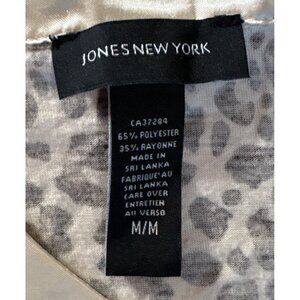 JONES NEW YORK
CA37284
65% POLYESTER
35% RAYONNE
MADE IN
SRI LANKA
FABRIQUE' AU
SRI LANKA
CARE OVER
ENTRETIEN
AU VERSO
M/M